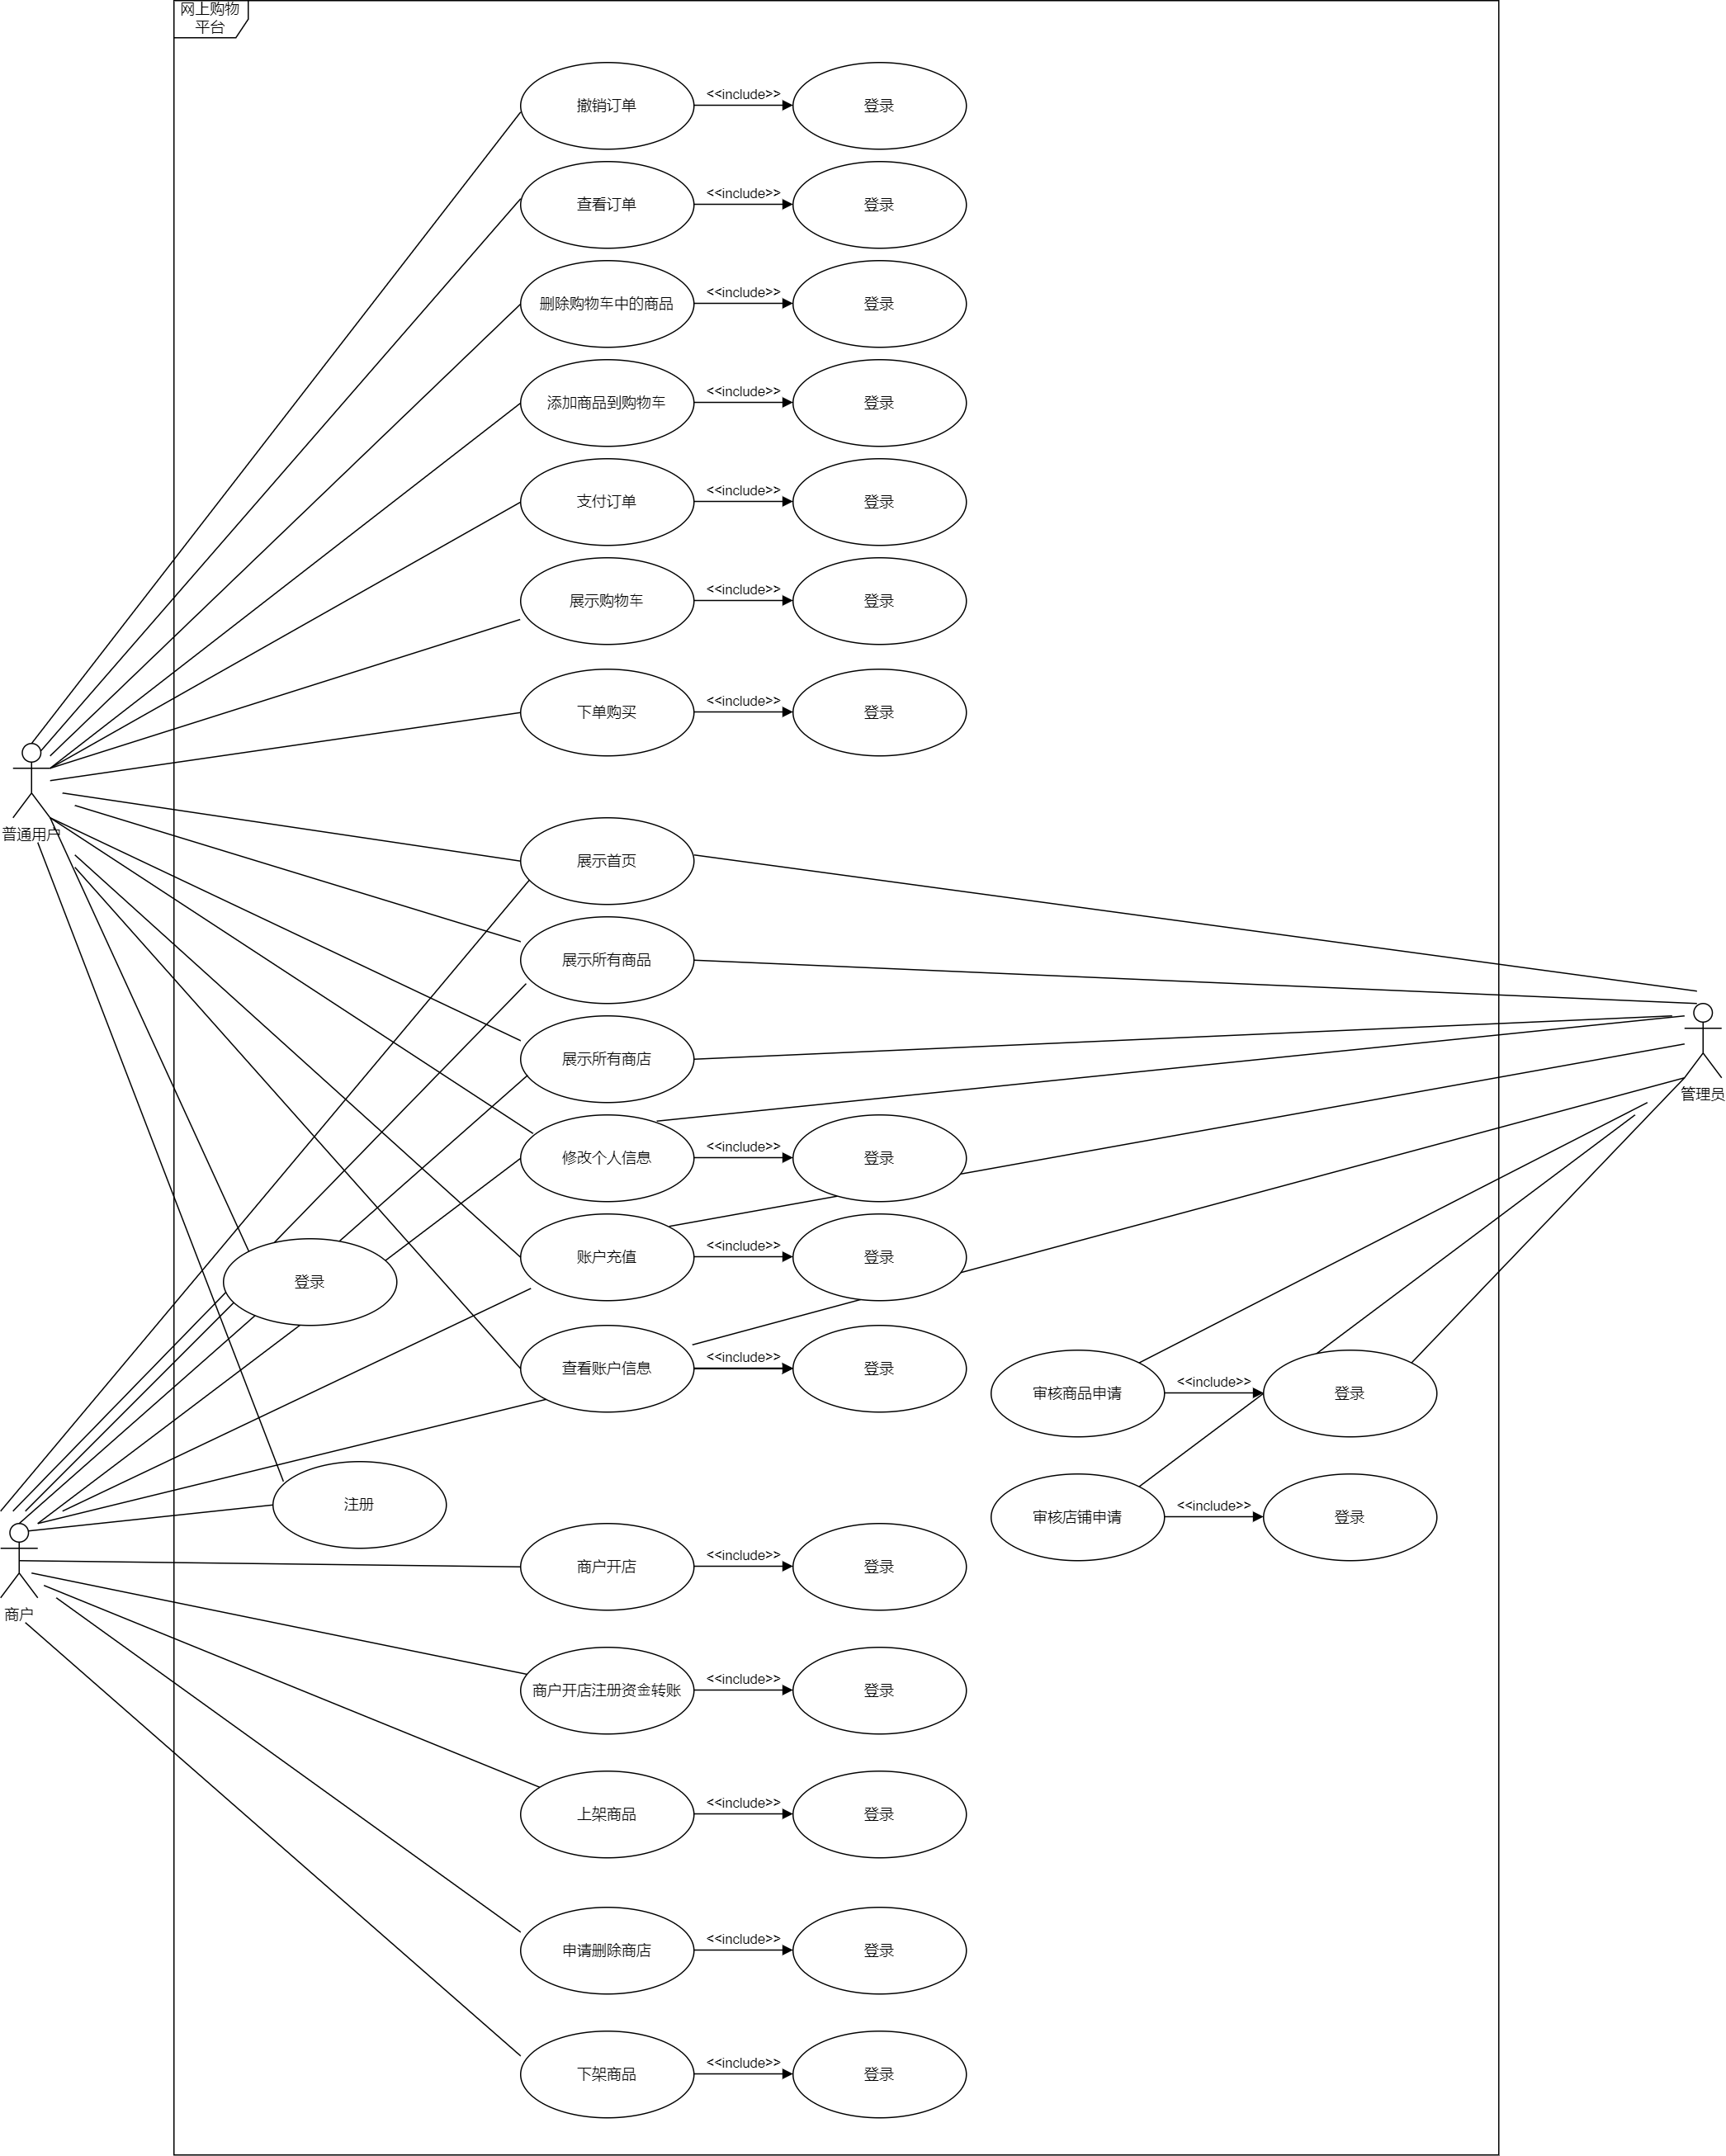 网上购物
平台
撤销订单
<<include>>
登录
查看订单
<<include>>
登录
删除购物车中的商品
<<include>>
登录
添加商品到购物车
<<include>>
登录
支付订单
<<include>>
登录
展示购物车
<<include>>
登录
下单购买
<<include>>
登录
普通用户
展示首页
展示所有商品
展示所有商店
管理员
修改个人信息
<<include>>
登录
账户充值
<<include>>
登录
登录
查看账户信息
<<include>>
登录
审核商品申请
<<include>>
登录
注册
审核店铺申请
<<include>>
登录
商户
商户开店
<<include>>
登录
商户开店注册资金转账
<<include>>
登录
上架商品
<<include>>
登录
申请删除商店
<<include>>
登录
下架商品
<<include>>
登录